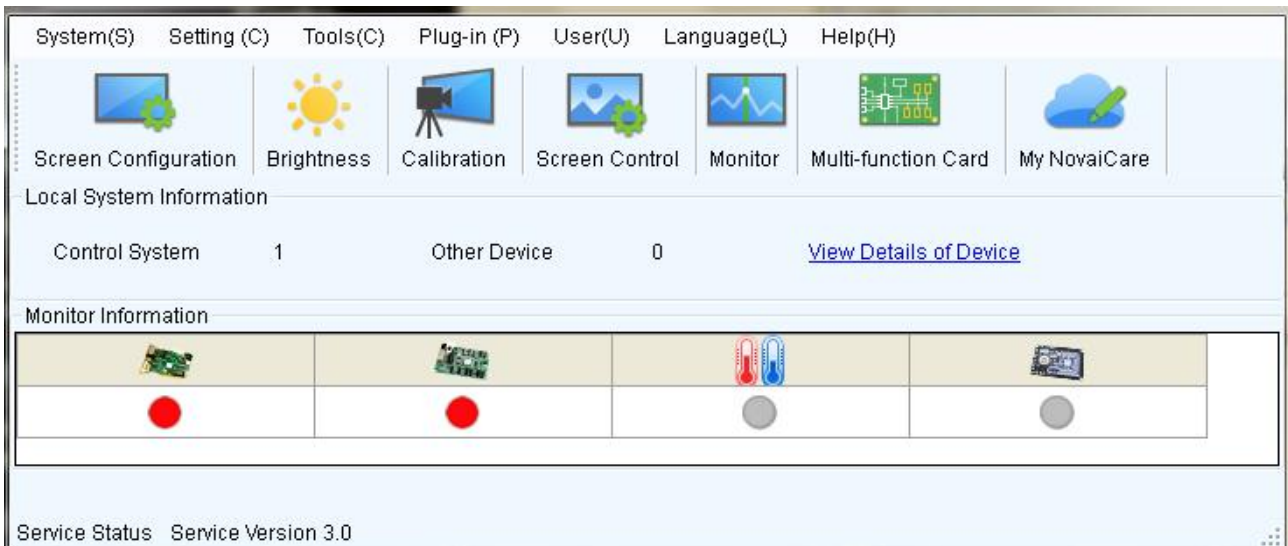 System(S) Setting (C) Tools(C) Plug-in (P) User(U) Language(L) Help(H)
Screen Configuration Brightness Calibration Screen Control Monitor Multi-function Card My NovaiCare
Local System Information
Control System 1 Other Device 0 View Details of Device
Monitor Information
Service Status Service Version 3.0